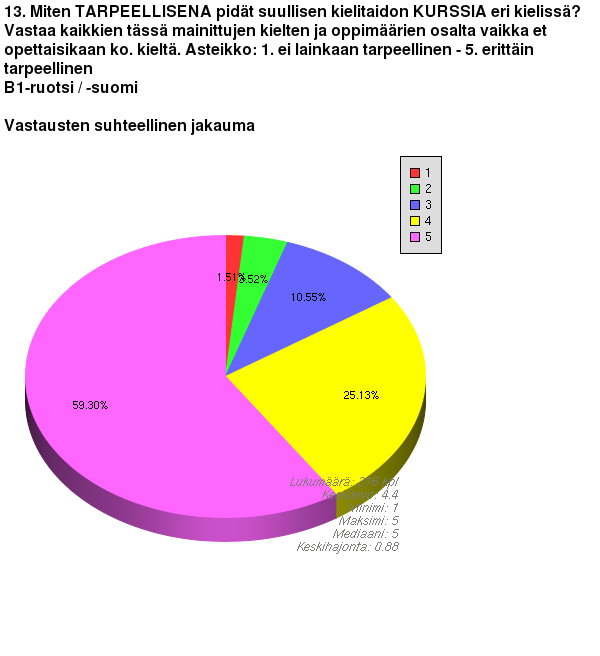 13. Miten TARPEELLISENA pidät suullisen kielitaidon KURSSIA eri kielissä?
Vastaa kaikkien tässä mainittujen kielten ja oppimäärien osalta vaikka et
opettaisikaan ko. kieltä. Asteikko: 1. ei lainkaan tarpeellinen - 5. erittäin
tarpeellinen
B1-ruotsi / -suomi
Vastausten suhteellinen jakauma
1
2
3
4
5
1.51%
3.52%
10.55%
25.13%
59.30%
Lukumäärä:
4.4
Minimi: 1
Maksimi: 5
Mediaani: 5
Keskihajonta: 0.88